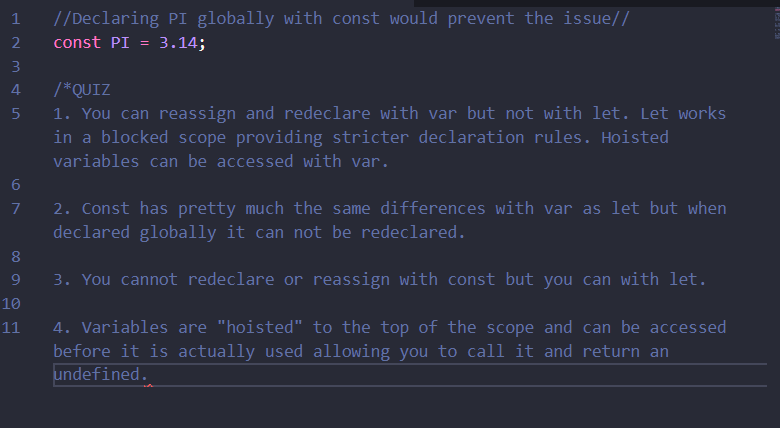 1 //Declaring PI globally with const would prevent the issue//
2 const PI = 3.14;
3
4 /*QUIZ
5 1. You can reassign and redeclare with var but not with let. Let works
in a blocked scope providing stricter declaration rules. Hoisted
variables can be accessed with var.
6
7 2. Const has pretty much the same differences with var as let but when
declared globally it can not be redeclared.
8
9 3. You cannot redeclare or reassign with const but you can with let.
10
11 4. Variables are "hoisted" to the top of the scope and can be accessed
before it is actually used allowing you to call it and return an
undefined.